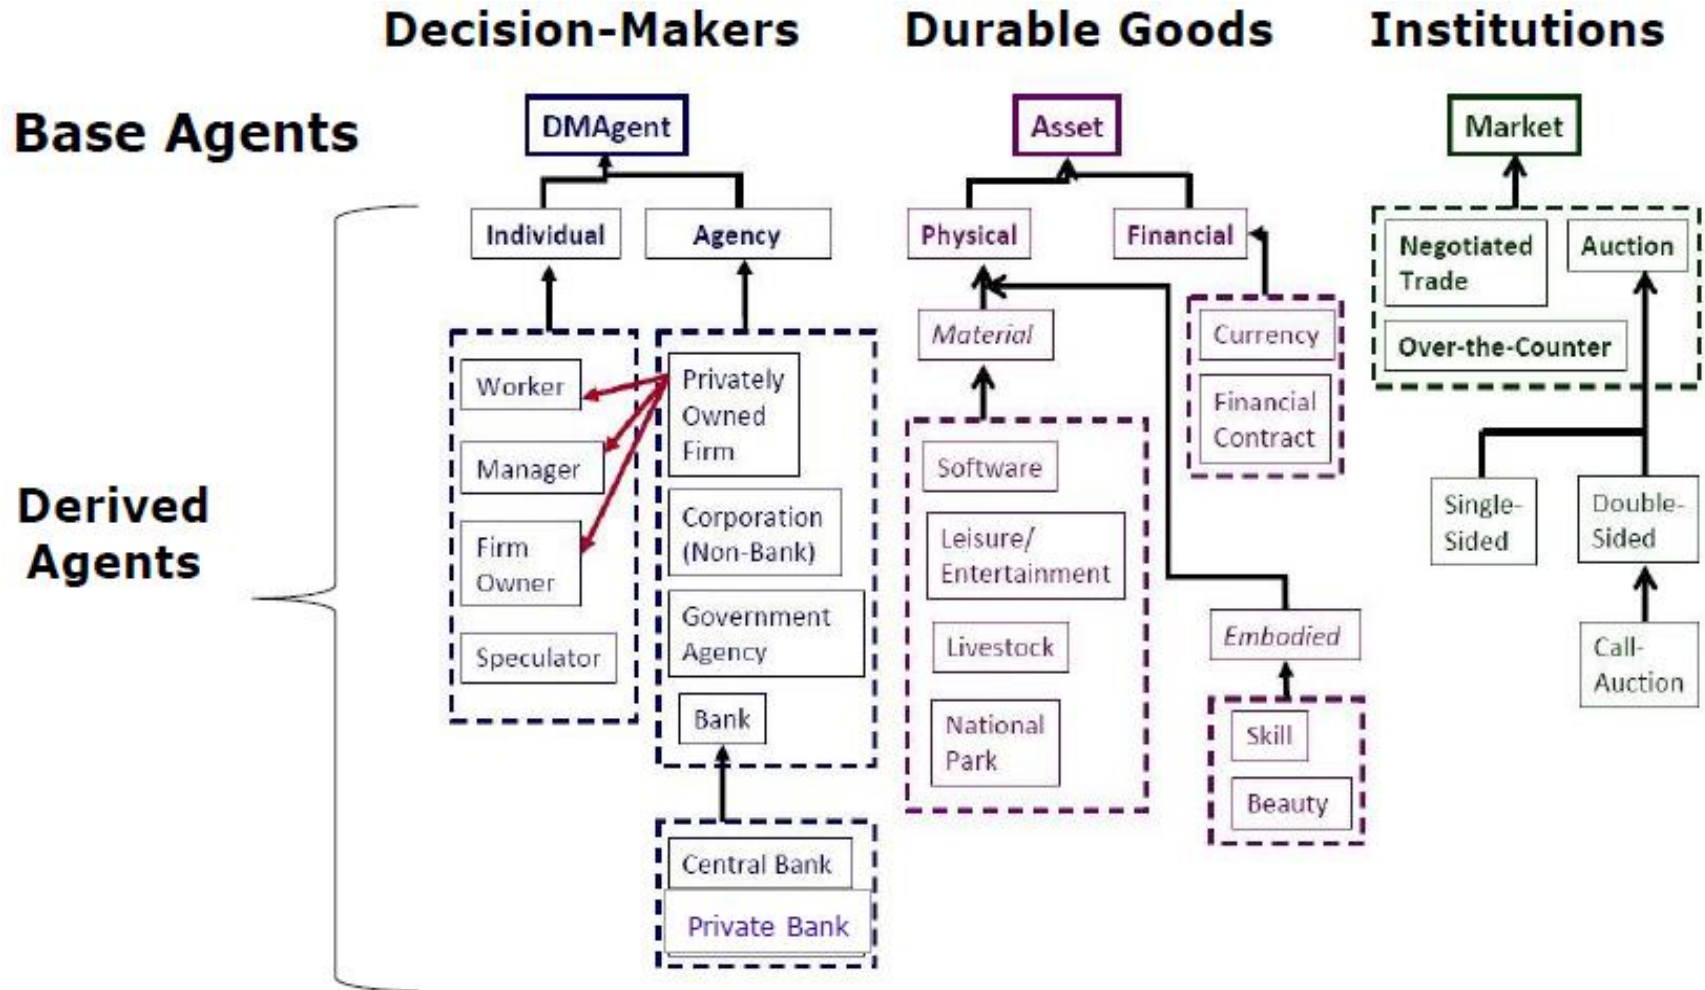 Decision-Makers
Durable Goods
Institutions
Base Agents
DMAgent
Asset
Market
Individual
Agency
Physical
Financial
Negotiated
Trade
Auction
Over-the-Counter
Derived
Agents
Worker
Manager
Firm
Owner
Speculator
Privately
Owned
Firm
Corporation
(Non-Bank)
Government
Agency
Bank
Central Bank
Private Bank
Material
Software
Leisure/
Entertainment
Livestock
National
Park
Currency
Financial
Contract
Embodied
Skill
Beauty
Single-
Sided
Double-
Sided
Call-
Auction